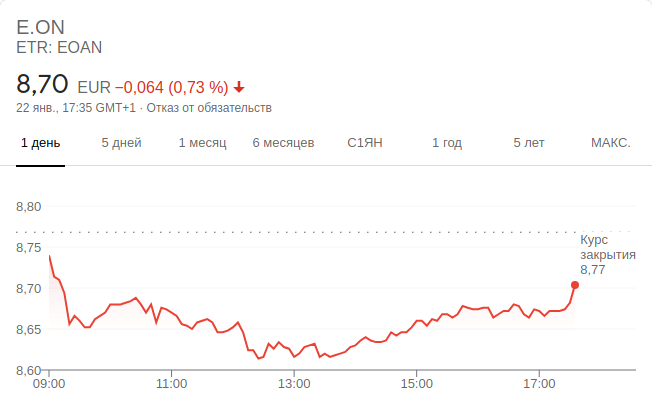 E.ON
ETR: EOAN
8,70 EUR −0,064 (0,73 %)
22 янв., 17:35 GMT+1 · Отказ от обязательств
1 день 5 дней 1 месяц 6 месяцев С1ЯН 1 год 5 лет МАКС.
8,80
8,75
8,70
8,65
8,60
Курс
закрытия
8,77
09:00 11:00 13:00 15:00 17:00